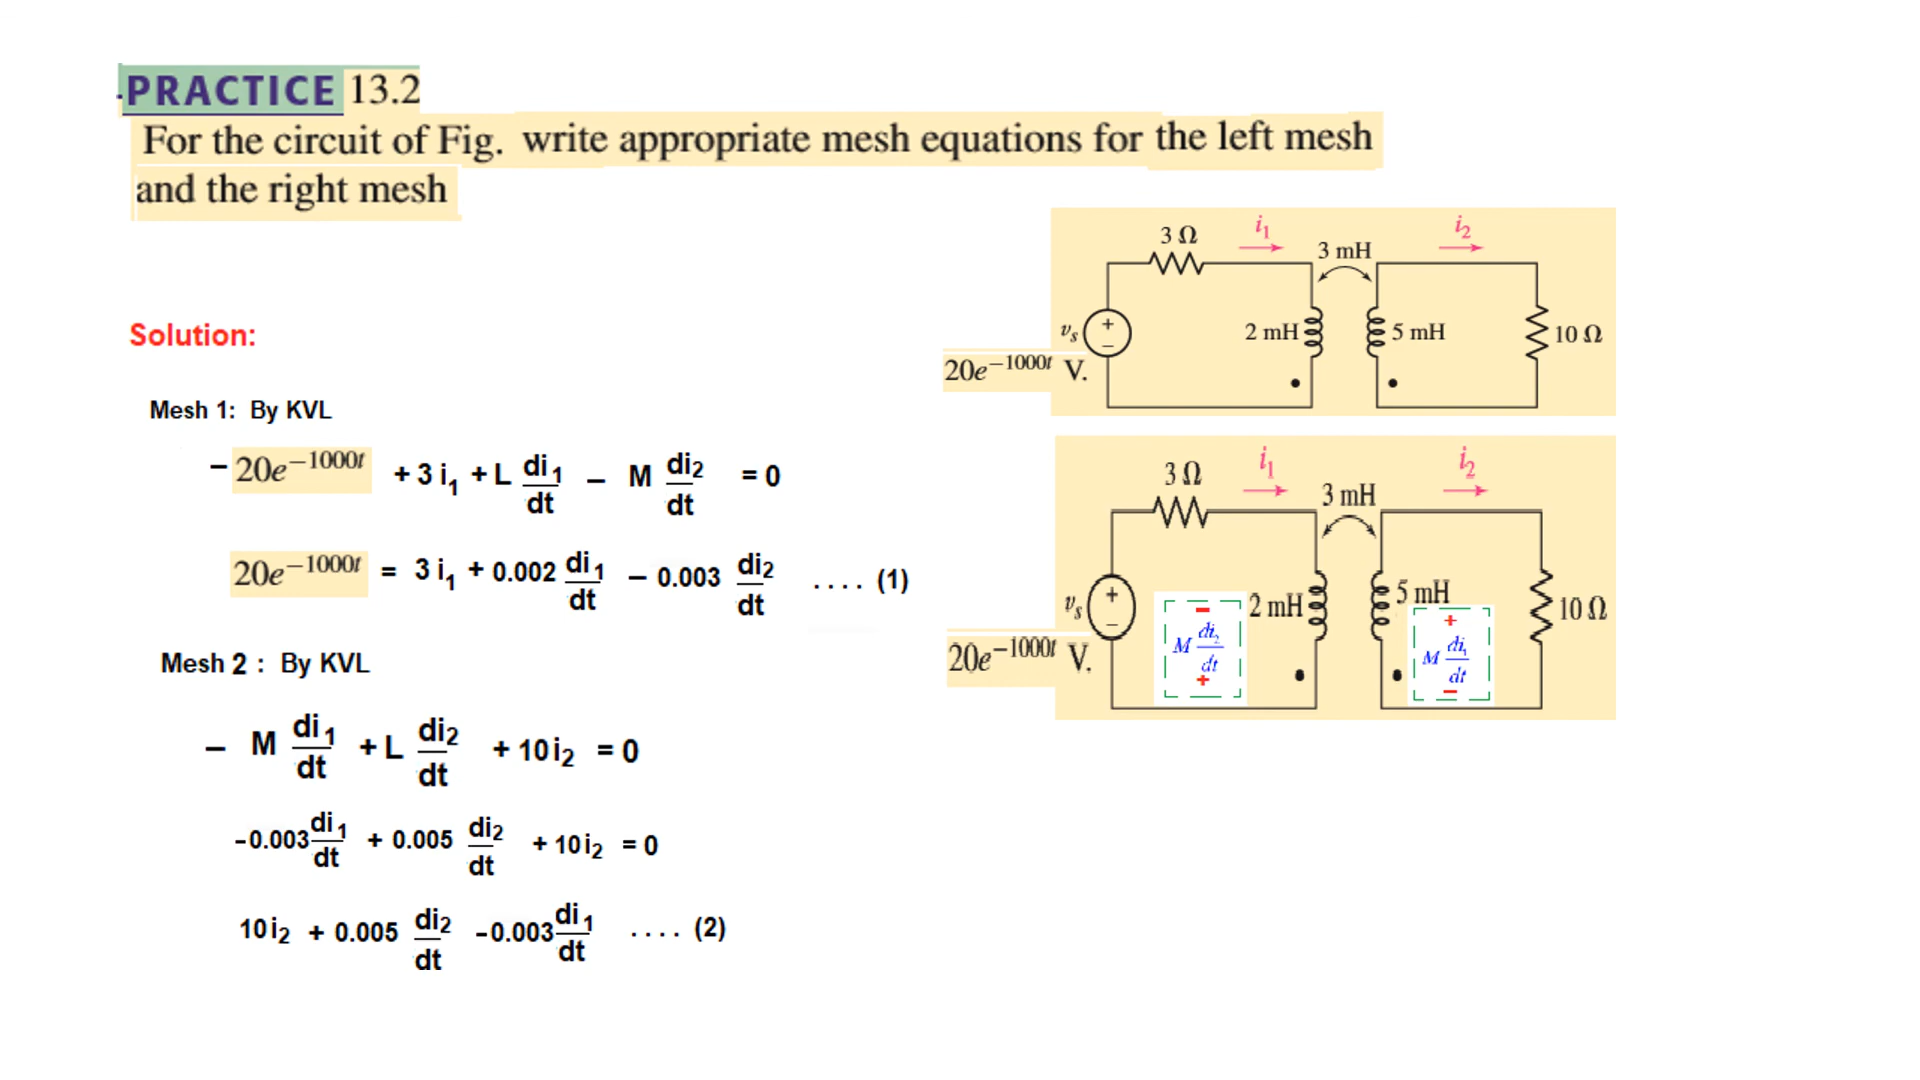 PRACTICE 13.2
For the circuit of Fig. write appropriate mesh equations for the left mesh
and the right mesh
Solution:
Mesh 1: By KVL
− 20e^−1000t + 3 i₁ + L di₁/dt − M di₂/dt = 0
20e^−1000t = 3 i₁ + 0.002 di₁/dt − 0.003 di₂/dt .... (1)
Mesh 2 : By KVL
− M di₁/dt + L di₂/dt + 10 i₂ = 0
-0.003 di₁/dt + 0.005 di₂/dt + 10 i₂ = 0
10 i₂ + 0.005 di₂/dt -0.003 di₁/dt .... (2)
3 Ω i₁ 3 mH i₂
vₛ + − 2 mH 5 mH 10 Ω
20e^−1000t V.
3 Ω i₁ 3 mH i₂
vₛ + − 2 mH 5 mH 10 Ω
− M di₂/dt +
+ M di₁/dt −
20e^−1000t V.